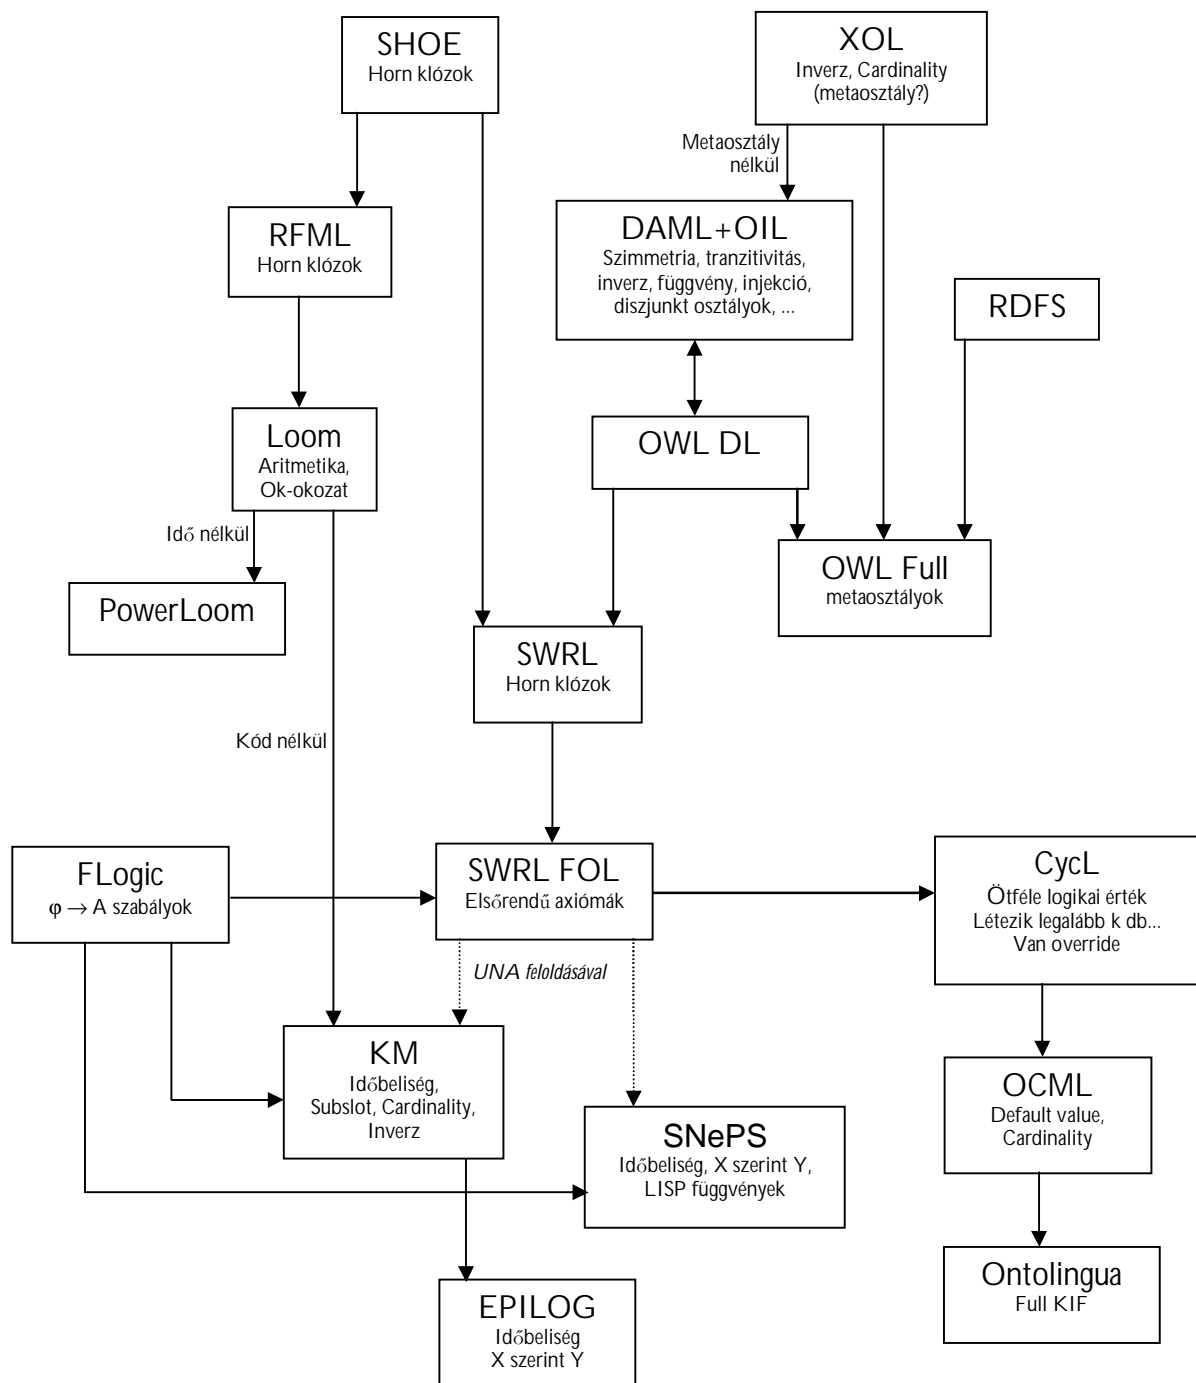 SHOE
Horn klózok
XOL
Inverz, Cardinality
(metaosztály?)
Metaosztály
nélkül
RFML
Horn klózok
DAML+OIL
Szimmetria, tranzitivitás,
inverz, függvény, injekció,
diszjunkt osztályok, ...
RDFS
Loom
Aritmetika,
Ok-okozat
OWL DL
Idő nélkül
PowerLoom
OWL Full
metaosztályok
SWRL
Horn klózok
Kód nélkül
FLogic
φ → A szabályok
SWRL FOL
Elsőrendű axiómák
CycL
Ötféle logikai érték
Létezik legalább k db...
Van override
UNA feloldásával
KM
Időbeliség,
Subslot, Cardinality,
Inverz
OCML
Default value,
Cardinality
SNePS
Időbeliség, X szerint Y,
LISP függvények
Ontolingua
Full KIF
EPILOG
Időbeliség
X szerint Y